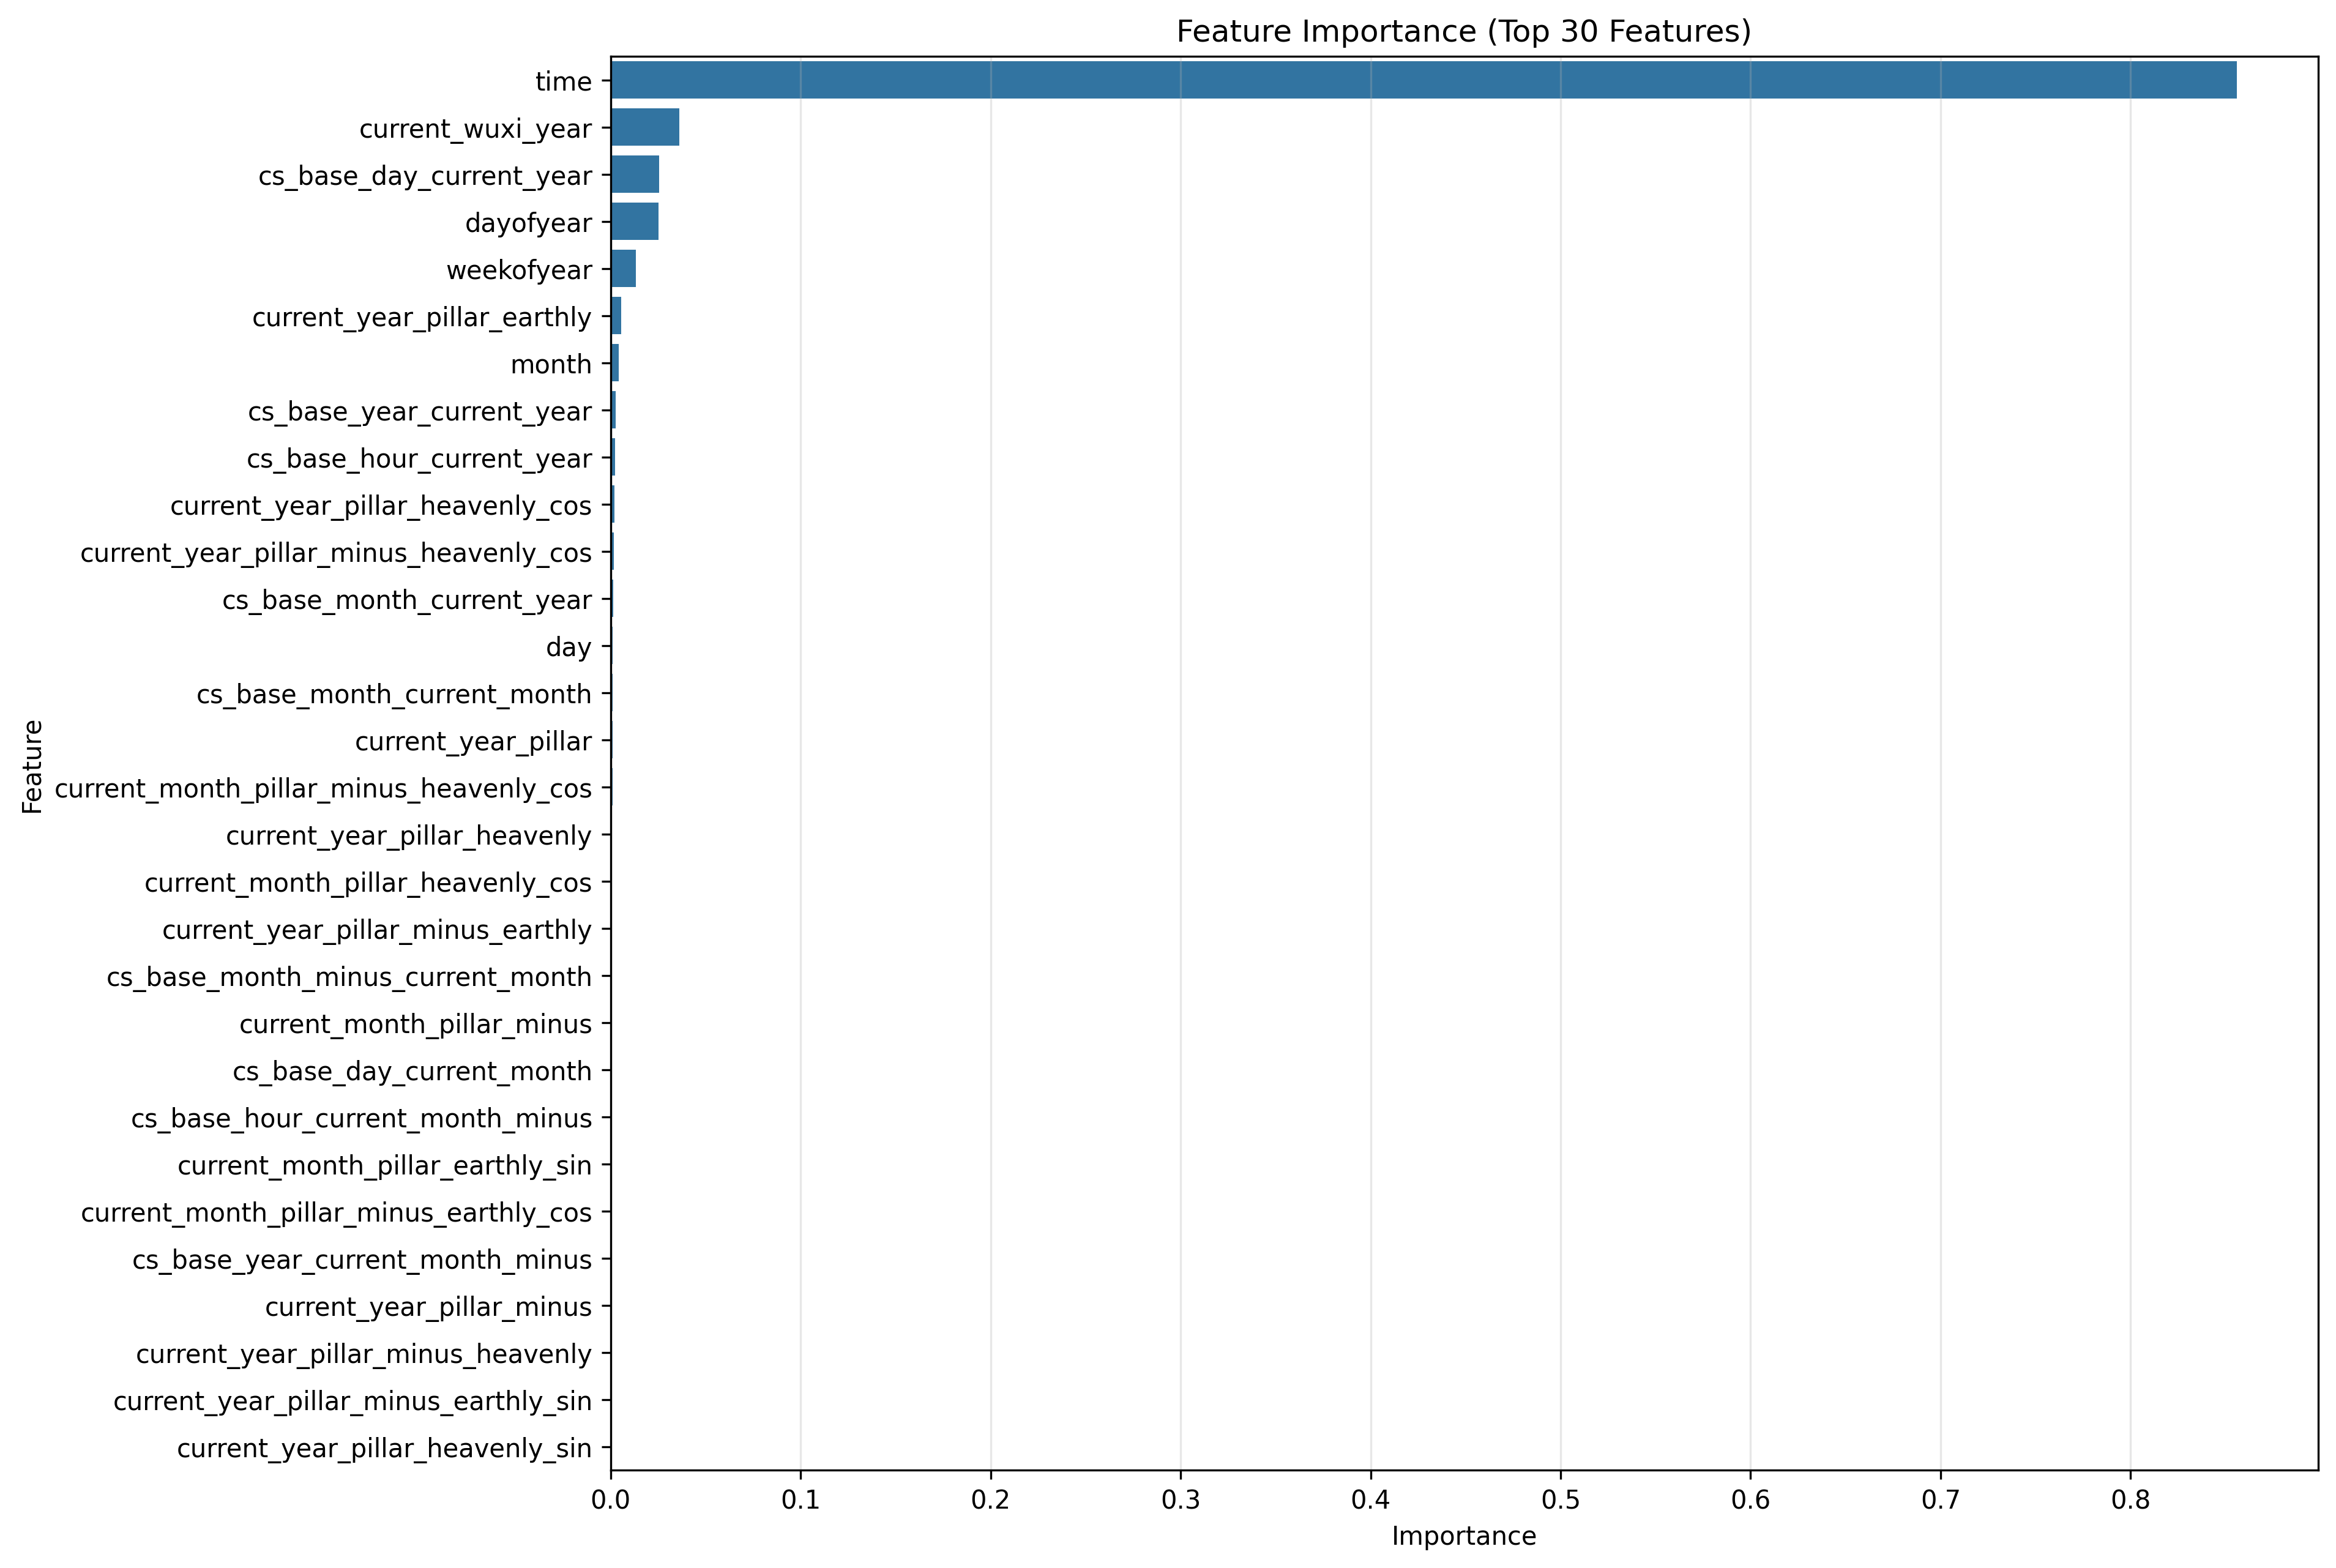 Feature Importance (Top 30 Features)
time
current_wuxi_year
cs_base_day_current_year
dayofyear
weekofyear
current_year_pillar_earthly
month
cs_base_year_current_year
cs_base_hour_current_year
current_year_pillar_heavenly_cos
current_year_pillar_minus_heavenly_cos
cs_base_month_current_year
day
cs_base_month_current_month
current_year_pillar
current_month_pillar_minus_heavenly_cos
current_year_pillar_heavenly
current_month_pillar_heavenly_cos
current_year_pillar_minus_earthly
cs_base_month_minus_current_month
current_month_pillar_minus
cs_base_day_current_month
cs_base_hour_current_month_minus
current_month_pillar_earthly_sin
current_month_pillar_minus_earthly_cos
cs_base_year_current_month_minus
current_year_pillar_minus
current_year_pillar_minus_heavenly
current_year_pillar_minus_earthly_sin
current_year_pillar_heavenly_sin
Feature
0.0 0.1 0.2 0.3 0.4 0.5 0.6 0.7 0.8
Importance